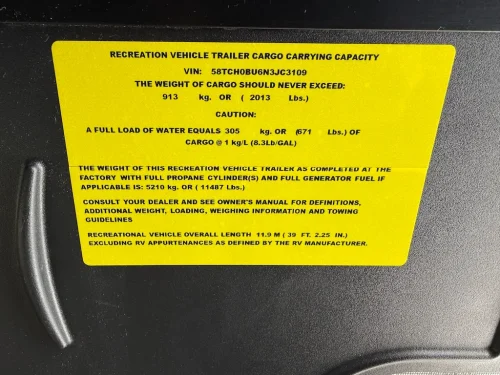 RECREATION VEHICLE TRAILER CARGO CARRYING CAPACITY
VIN: 58TCH0BU6N3JC3109
THE WEIGHT OF CARGO SHOULD NEVER EXCEED:
913 kg. OR ( 2013 Lbs.)
CAUTION:
A FULL LOAD OF WATER EQUALS 305 kg. OR (671 Lbs.) OF
CARGO @ 1 kg/L (8.3Lb/GAL)
THE WEIGHT OF THIS RECREATION VEHICLE TRAILER AS COMPLETED AT THE
FACTORY WITH FULL PROPANE CYLINDER(S) AND FULL GENERATOR FUEL IF
APPLICABLE IS: 5210 kg. OR ( 11487 Lbs.)
CONSULT YOUR DEALER AND SEE OWNER'S MANUAL FOR DEFINITIONS,
ADDITIONAL WEIGHT, LOADING, WEIGHING INFORMATION AND TOWING
GUIDELINES
RECREATIONAL VEHICLE OVERALL LENGTH 11.9 M ( 39 FT. 2.25 IN.)
EXCLUDING RV APPURTENANCES AS DEFINED BY THE RV MANUFACTURER.